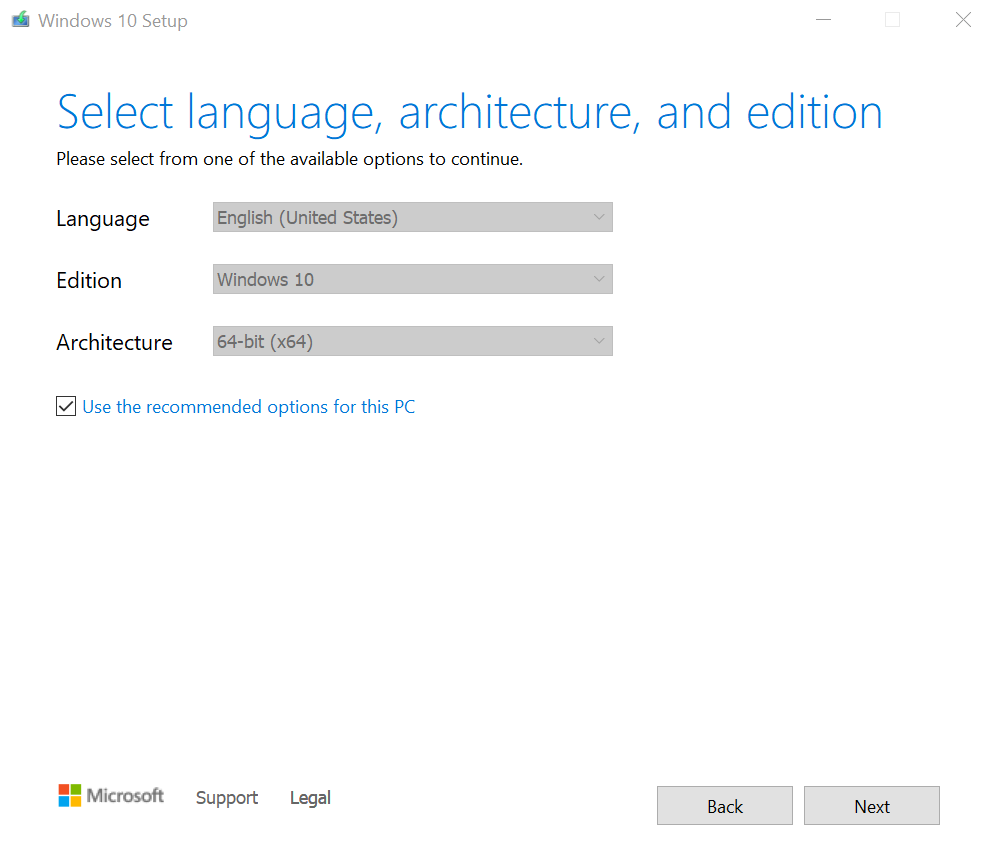 Windows 10 Setup
Select language, architecture, and edition
Please select from one of the available options to continue.
Language English (United States)
Edition Windows 10
Architecture 64-bit (x64)
Use the recommended options for this PC
Microsoft Support Legal Back Next